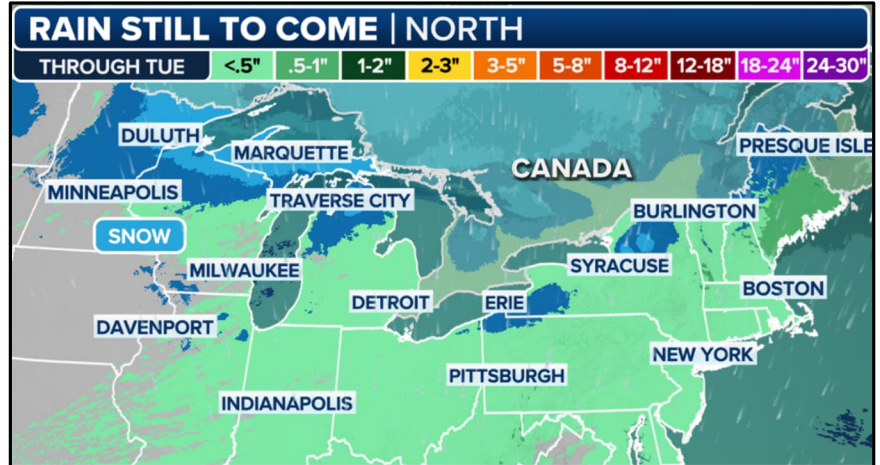 RAIN STILL TO COME | NORTH
THROUGH TUE <.5" .5-1" 1-2" 2-3" 3-5" 5-8" 8-12" 12-18" 18-24" 24-30"
DULUTH
MARQUETTE
PRESQUE ISLE
CANADA
MINNEAPOLIS
TRAVERSE CITY
BURLINGTON
SNOW
MILWAUKEE
SYRACUSE
DETROIT
ERIE
BOSTON
DAVENPORT
NEW YORK
PITTSBURGH
INDIANAPOLIS